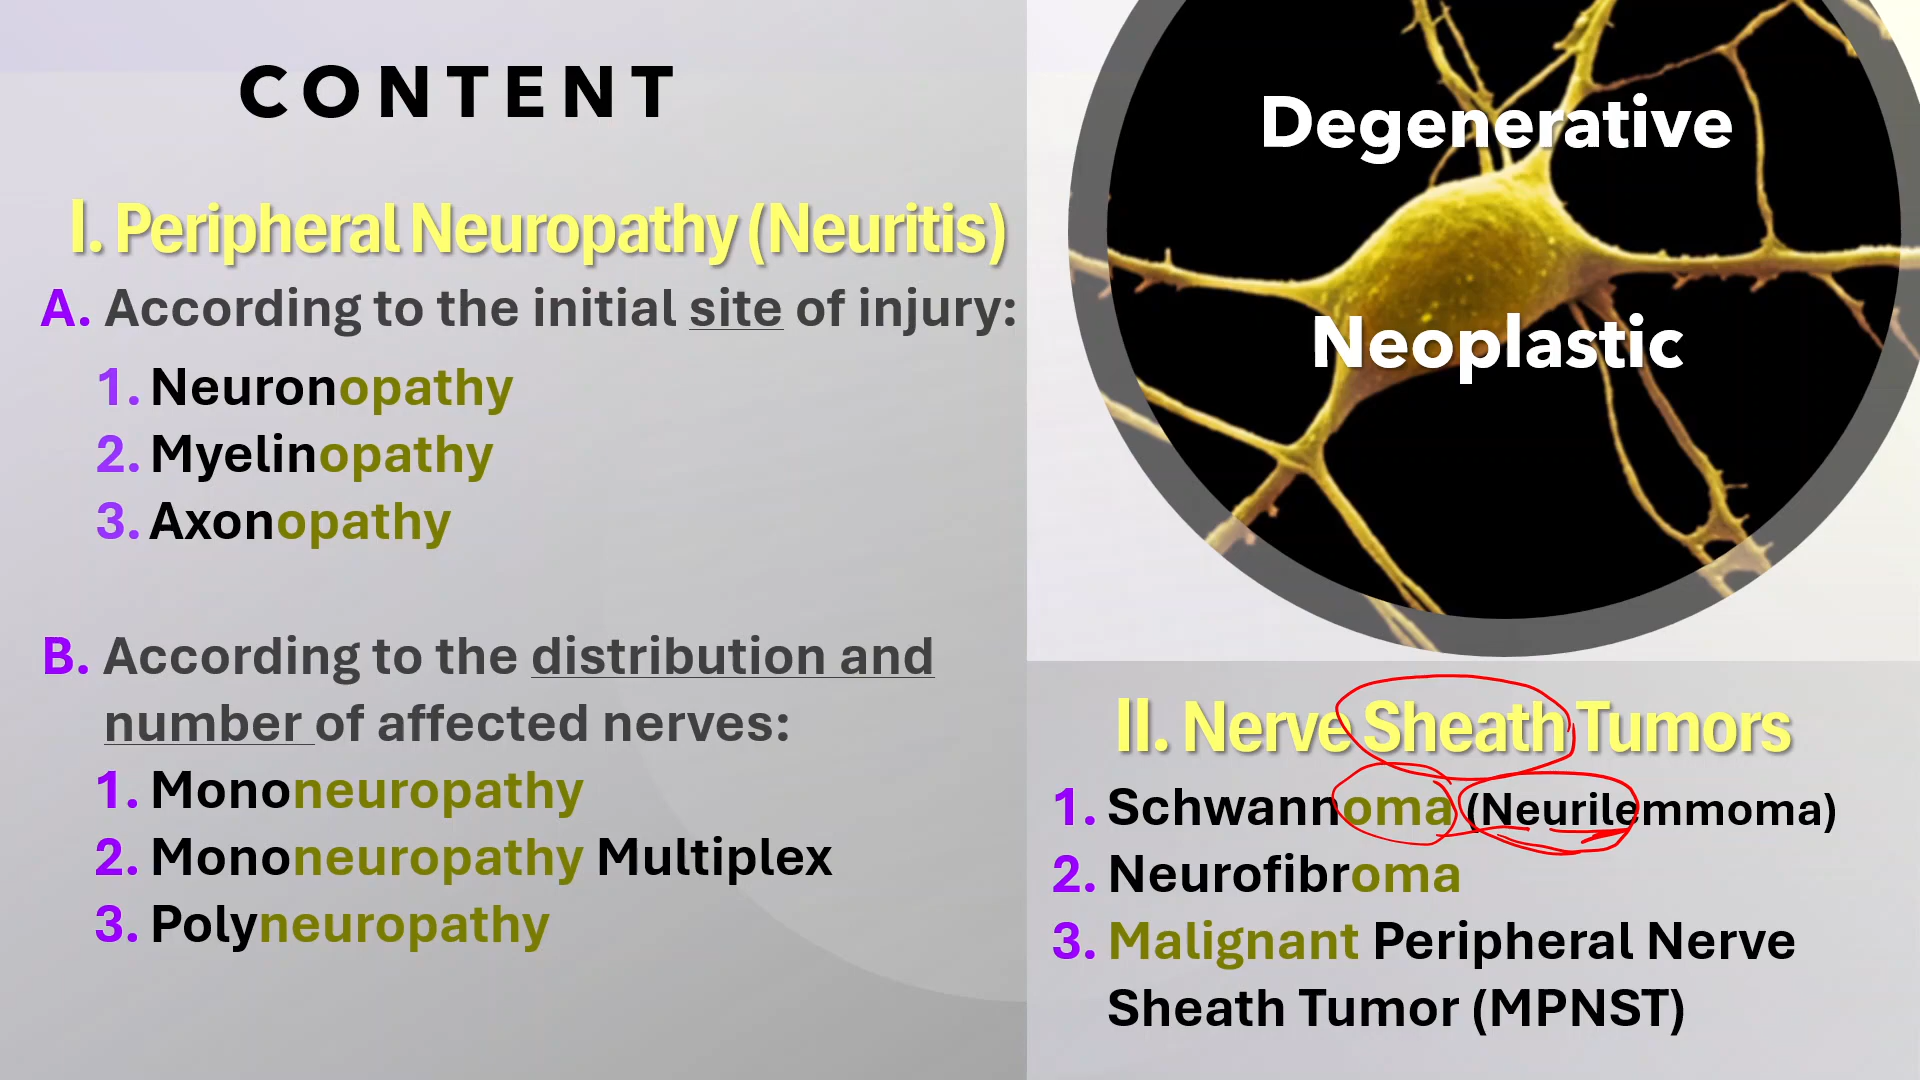 CONTENT
I. Peripheral Neuropathy (Neuritis)
A. According to the initial site of injury:
1. Neuronopathy
2. Myelinopathy
3. Axonopathy
B. According to the distribution and
number of affected nerves:
1. Mononeuropathy
2. Mononeuropathy Multiplex
3. Polyneuropathy
Degenerative
Neoplastic
II. Nerve Sheath Tumors
1. Schwannoma (Neurilemmoma)
2. Neurofibroma
3. Malignant Peripheral Nerve
Sheath Tumor (MPNST)